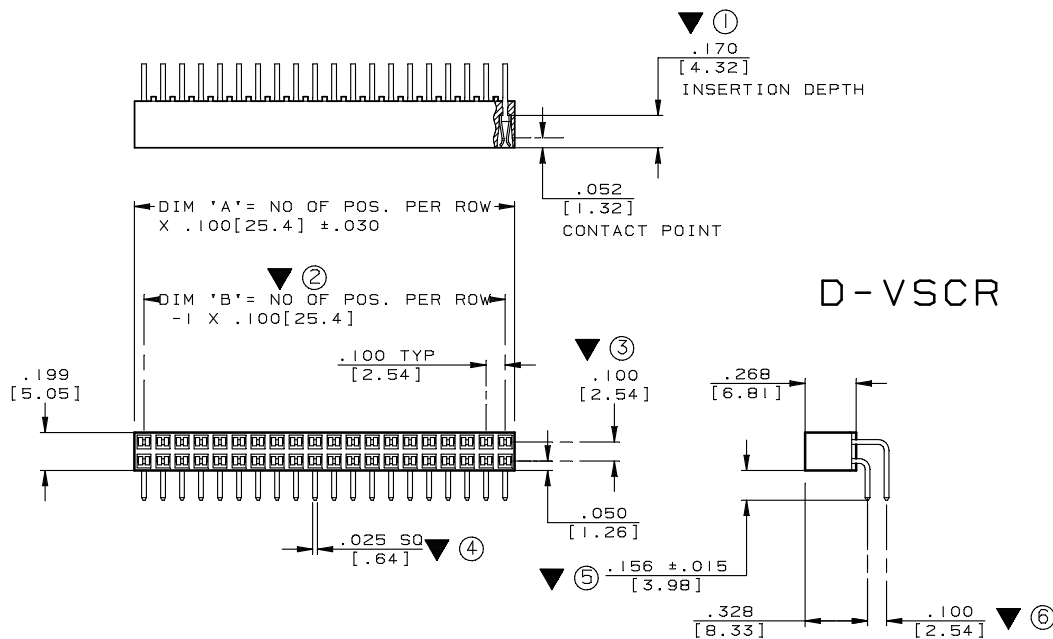 ▼ ①
.170
[4.32]
INSERTION DEPTH
.052
[1.32]
CONTACT POINT
DIM 'A'= NO OF POS. PER ROW
X .100[25.4] ±.030
▼ ②
DIM 'B'= NO OF POS. PER ROW
-1 X .100[25.4]
D-VSCR
.100 TYP
[2.54]
▼ ③
.100
[2.54]
.199
[5.05]
.268
[6.81]
.050
[1.26]
.025 SQ
[.64]
▼ ④
▼ ⑤
.156 ±.015
[3.98]
.328
[8.33]
.100
[2.54]
▼ ⑥